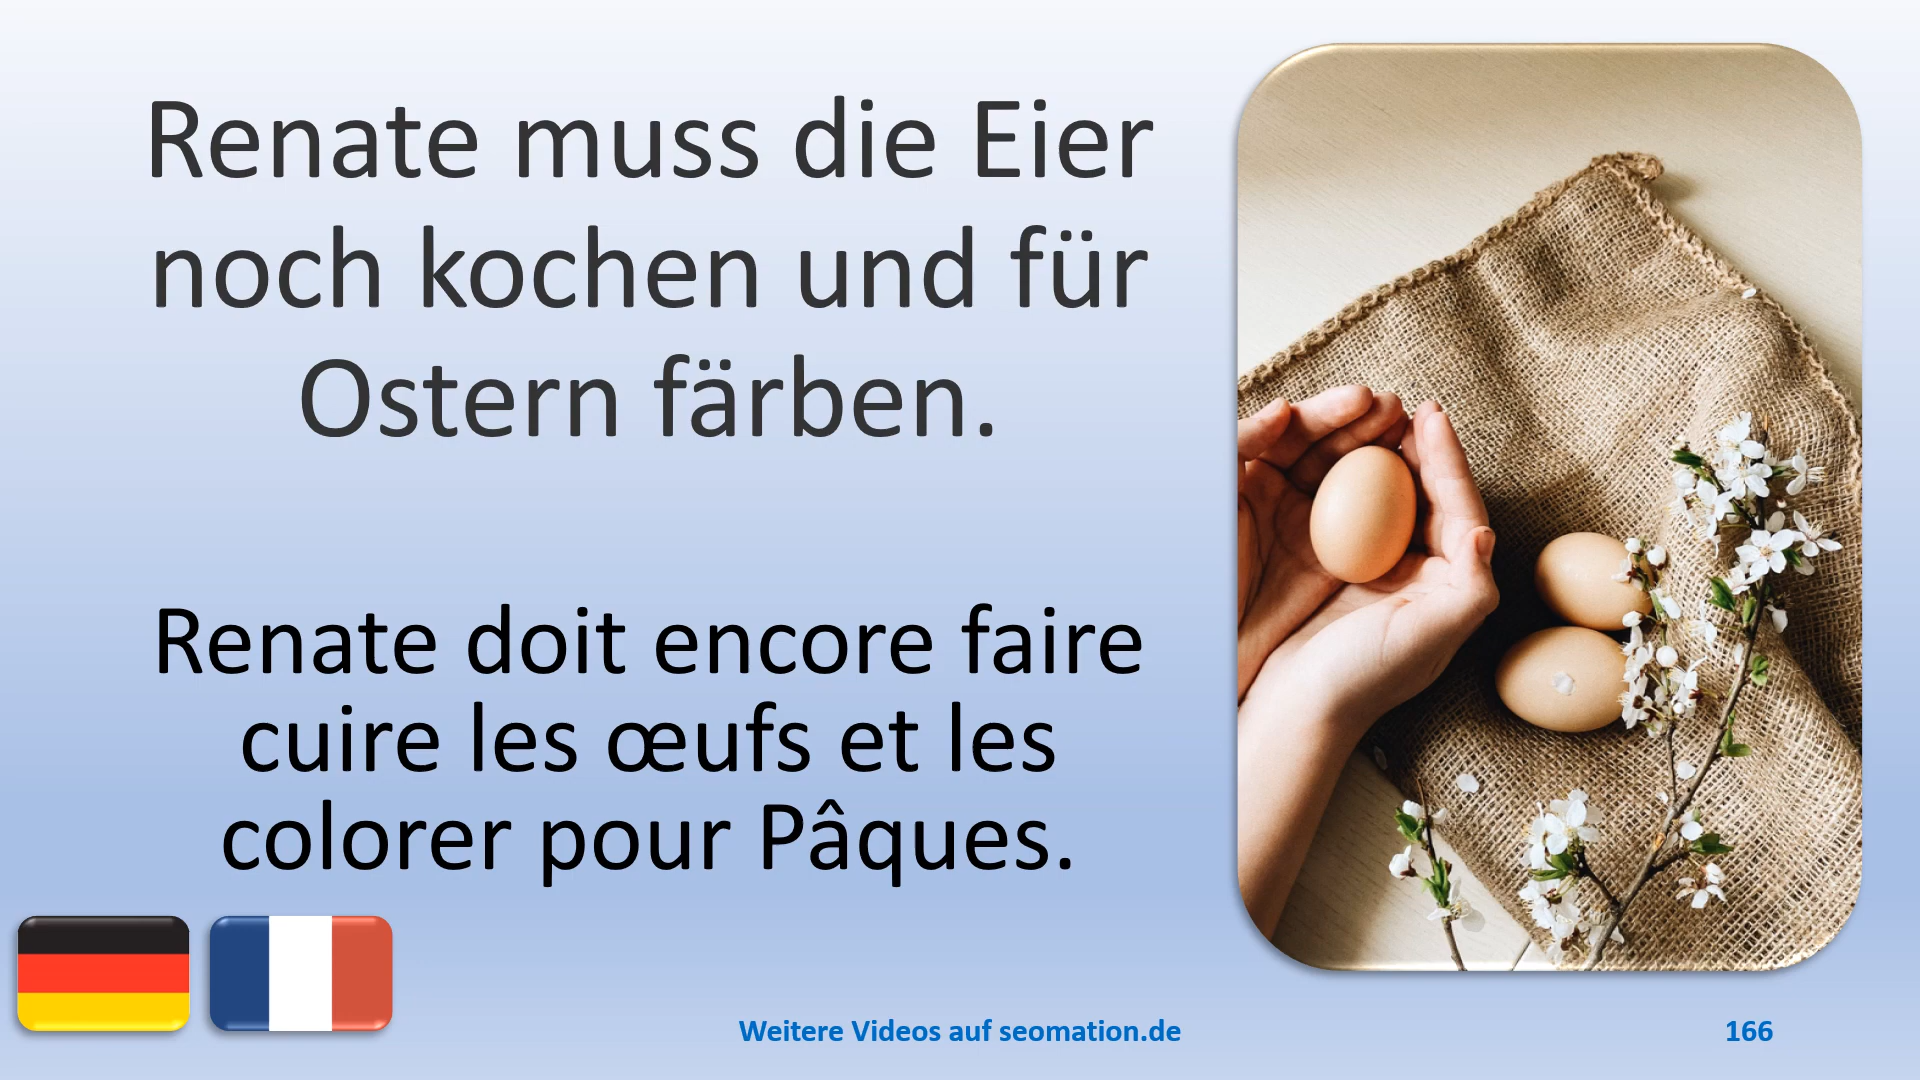 Renate muss die Eier
noch kochen und für
Ostern färben.
Renate doit encore faire
cuire les œufs et les
colorer pour Pâques.
Weitere Videos auf seomation.de
166